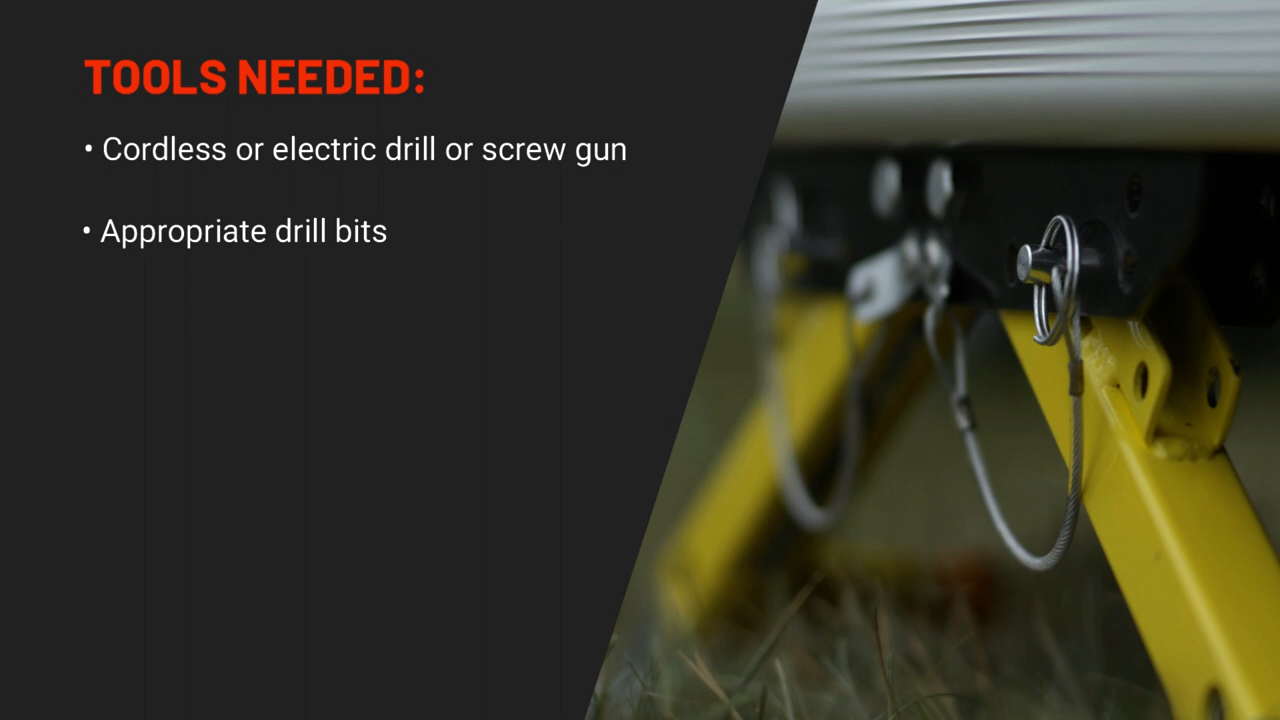 TOOLS NEEDED:
• Cordless or electric drill or screw gun
• Appropriate drill bits